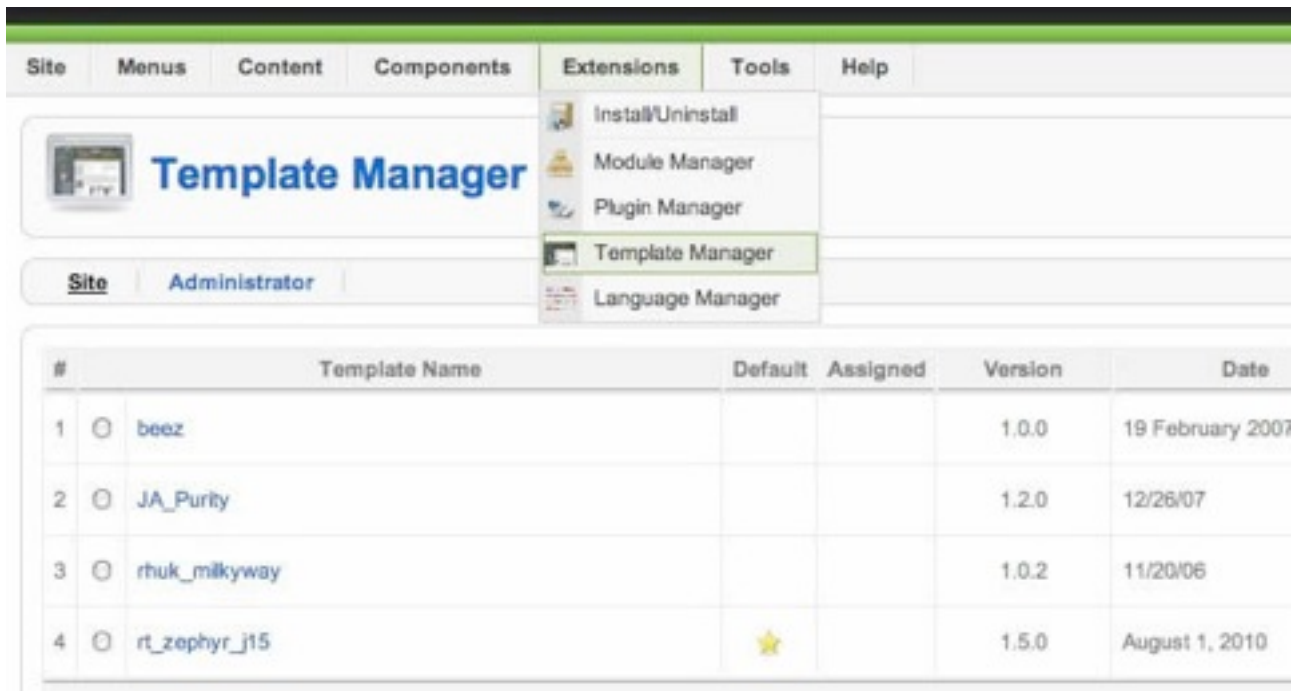 Site Menus Content Components Extensions Tools Help
Install/Uninstall
Module Manager
Plugin Manager
Template Manager
Language Manager
Template Manager
Site Administrator
# Template Name Default Assigned Version Date
1 beez 1.0.0 19 February 2007
2 JA_Purity 1.2.0 12/26/07
3 rhuk_milkyway 1.0.2 11/20/06
4 rt_zephyr_j15 1.5.0 August 1, 2010